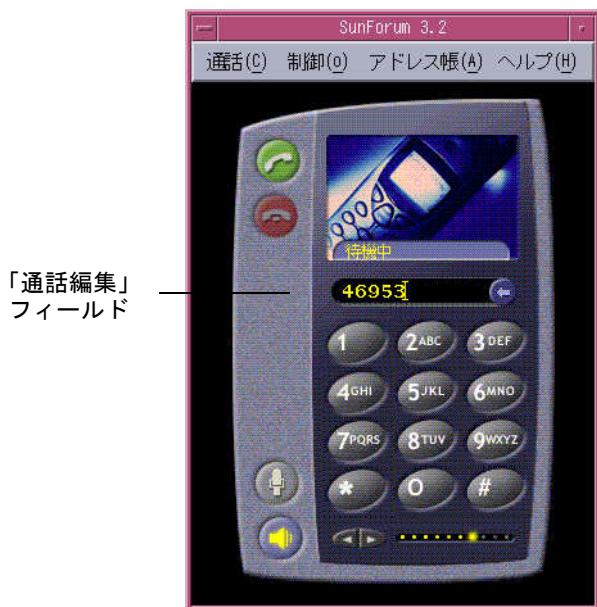 SunForum 3.2
通話(C) 制御(o) アドレス帳(A) ヘルプ(H)
待機中
「通話編集」
フィールド
46953
1 2ABC 3DEF
4GHI 5JKL 6MNO
7PQRS 8TUV 9WXYZ
* 0 #